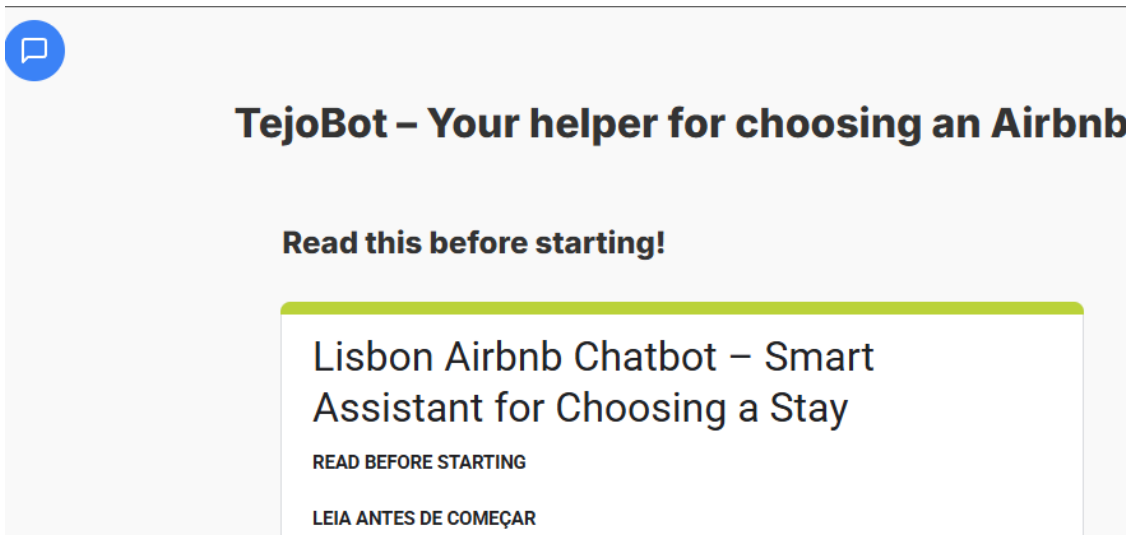 TejoBot – Your helper for choosing an Airbnb
Read this before starting!
Lisbon Airbnb Chatbot – Smart
Assistant for Choosing a Stay
READ BEFORE STARTING
LEIA ANTES DE COMEÇAR